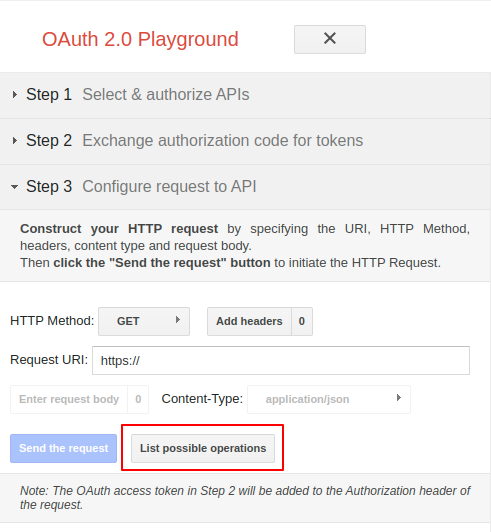 OAuth 2.0 Playground
Step 1 Select & authorize APIs
Step 2 Exchange authorization code for tokens
Step 3 Configure request to API
Construct your HTTP request by specifying the URI, HTTP Method,
headers, content type and request body.
Then click the "Send the request" button to initiate the HTTP Request.
HTTP Method: GET Add headers 0
Request URI: https://
Enter request body 0 Content-Type: application/json
Send the request List possible operations
Note: The OAuth access token in Step 2 will be added to the Authorization header of
the request.